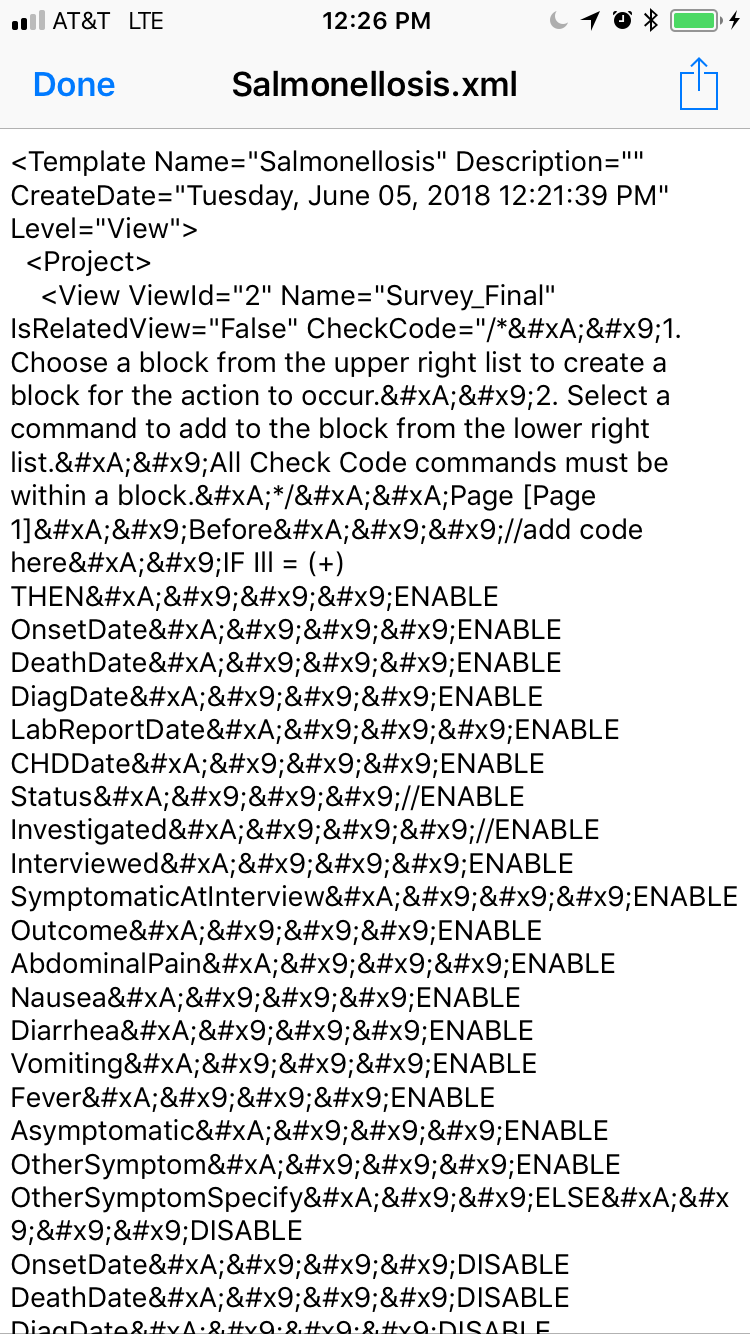 AT&T LTE 12:26 PM
Done Salmonellosis.xml
<Template Name="Salmonellosis" Description=""
CreateDate="Tuesday, June 05, 2018 12:21:39 PM"
Level="View">
<Project>
<View ViewId="2" Name="Survey_Final"
IsRelatedView="False" CheckCode="/*&#xA;&#x9;1.
Choose a block from the upper right list to create a
block for the action to occur.&#xA;&#x9;2. Select a
command to add to the block from the lower right
list.&#xA;&#x9;All Check Code commands must be
within a block.&#xA;*/&#xA;&#xA;Page [Page
1]&#xA;&#x9;Before&#xA;&#x9;&#x9;//add code
here&#xA;&#x9;IF Ill = (+)
THEN&#xA;&#x9;&#x9;&#x9;ENABLE
OnsetDate&#xA;&#x9;&#x9;&#x9;ENABLE
DeathDate&#xA;&#x9;&#x9;&#x9;ENABLE
DiagDate&#xA;&#x9;&#x9;&#x9;ENABLE
LabReportDate&#xA;&#x9;&#x9;&#x9;ENABLE
CHDDate&#xA;&#x9;&#x9;&#x9;ENABLE
Status&#xA;&#x9;&#x9;&#x9;//ENABLE
Investigated&#xA;&#x9;&#x9;&#x9;//ENABLE
Interviewed&#xA;&#x9;&#x9;&#x9;ENABLE
SymptomaticAtInterview&#xA;&#x9;&#x9;&#x9;ENABLE
Outcome&#xA;&#x9;&#x9;&#x9;ENABLE
AbdominalPain&#xA;&#x9;&#x9;&#x9;ENABLE
Nausea&#xA;&#x9;&#x9;&#x9;ENABLE
Diarrhea&#xA;&#x9;&#x9;&#x9;ENABLE
Vomiting&#xA;&#x9;&#x9;&#x9;ENABLE
Fever&#xA;&#x9;&#x9;&#x9;ENABLE
Asymptomatic&#xA;&#x9;&#x9;&#x9;ENABLE
OtherSymptom&#xA;&#x9;&#x9;&#x9;ENABLE
OtherSymptomSpecify&#xA;&#x9;&#x9;ELSE&#xA;&#x
9;&#x9;&#x9;DISABLE
OnsetDate&#xA;&#x9;&#x9;&#x9;DISABLE
DeathDate&#xA;&#x9;&#x9;&#x9;DISABLE
DiagDate&#xA;&#x9;&#x9;&#x9;DISABLE